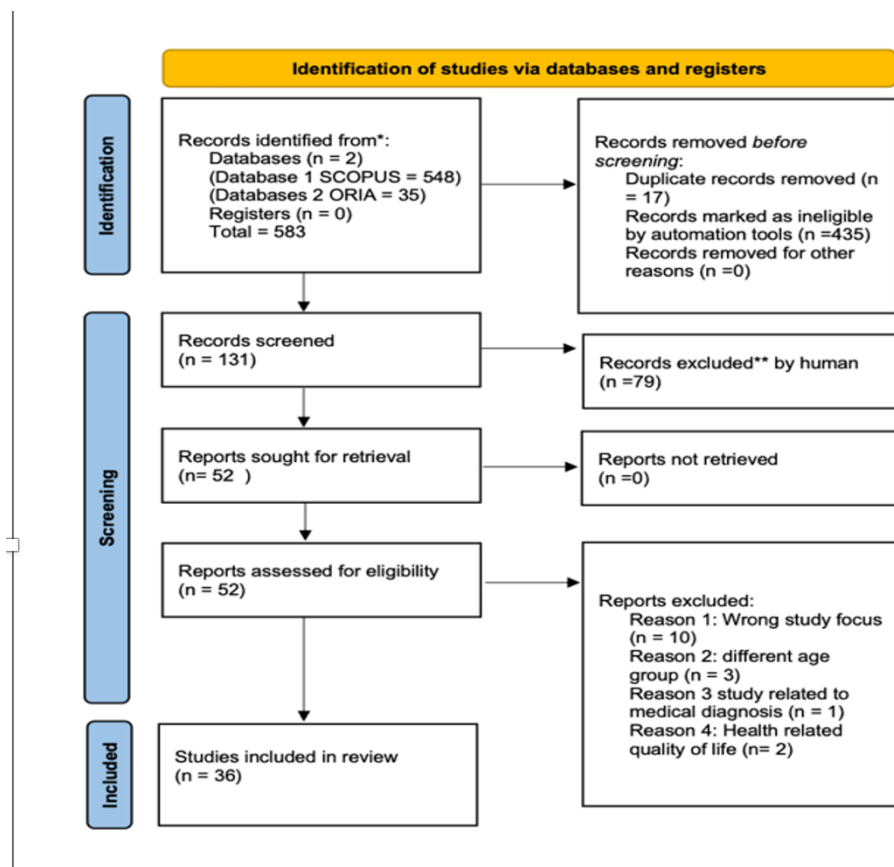 Identification of studies via databases and registers
Identification
Records identified from*:
Databases (n = 2)
(Database 1 SCOPUS = 548)
(Databases 2 ORIA = 35)
Registers (n = 0)
Total = 583
Records removed before
screening:
Duplicate records removed (n
= 17)
Records marked as ineligible
by automation tools (n =435)
Records removed for other
reasons (n =0)
Screening
Records screened
(n = 131)
Records excluded** by human
(n =79)
Reports sought for retrieval
(n= 52 )
Reports not retrieved
(n =0)
Reports assessed for eligibility
(n = 52)
Reports excluded:
Reason 1: Wrong study focus
(n = 10)
Reason 2: different age
group (n = 3)
Reason 3 study related to
medical diagnosis (n = 1)
Reason 4: Health related
quality of life (n= 2)
Included
Studies included in review
(n = 36)